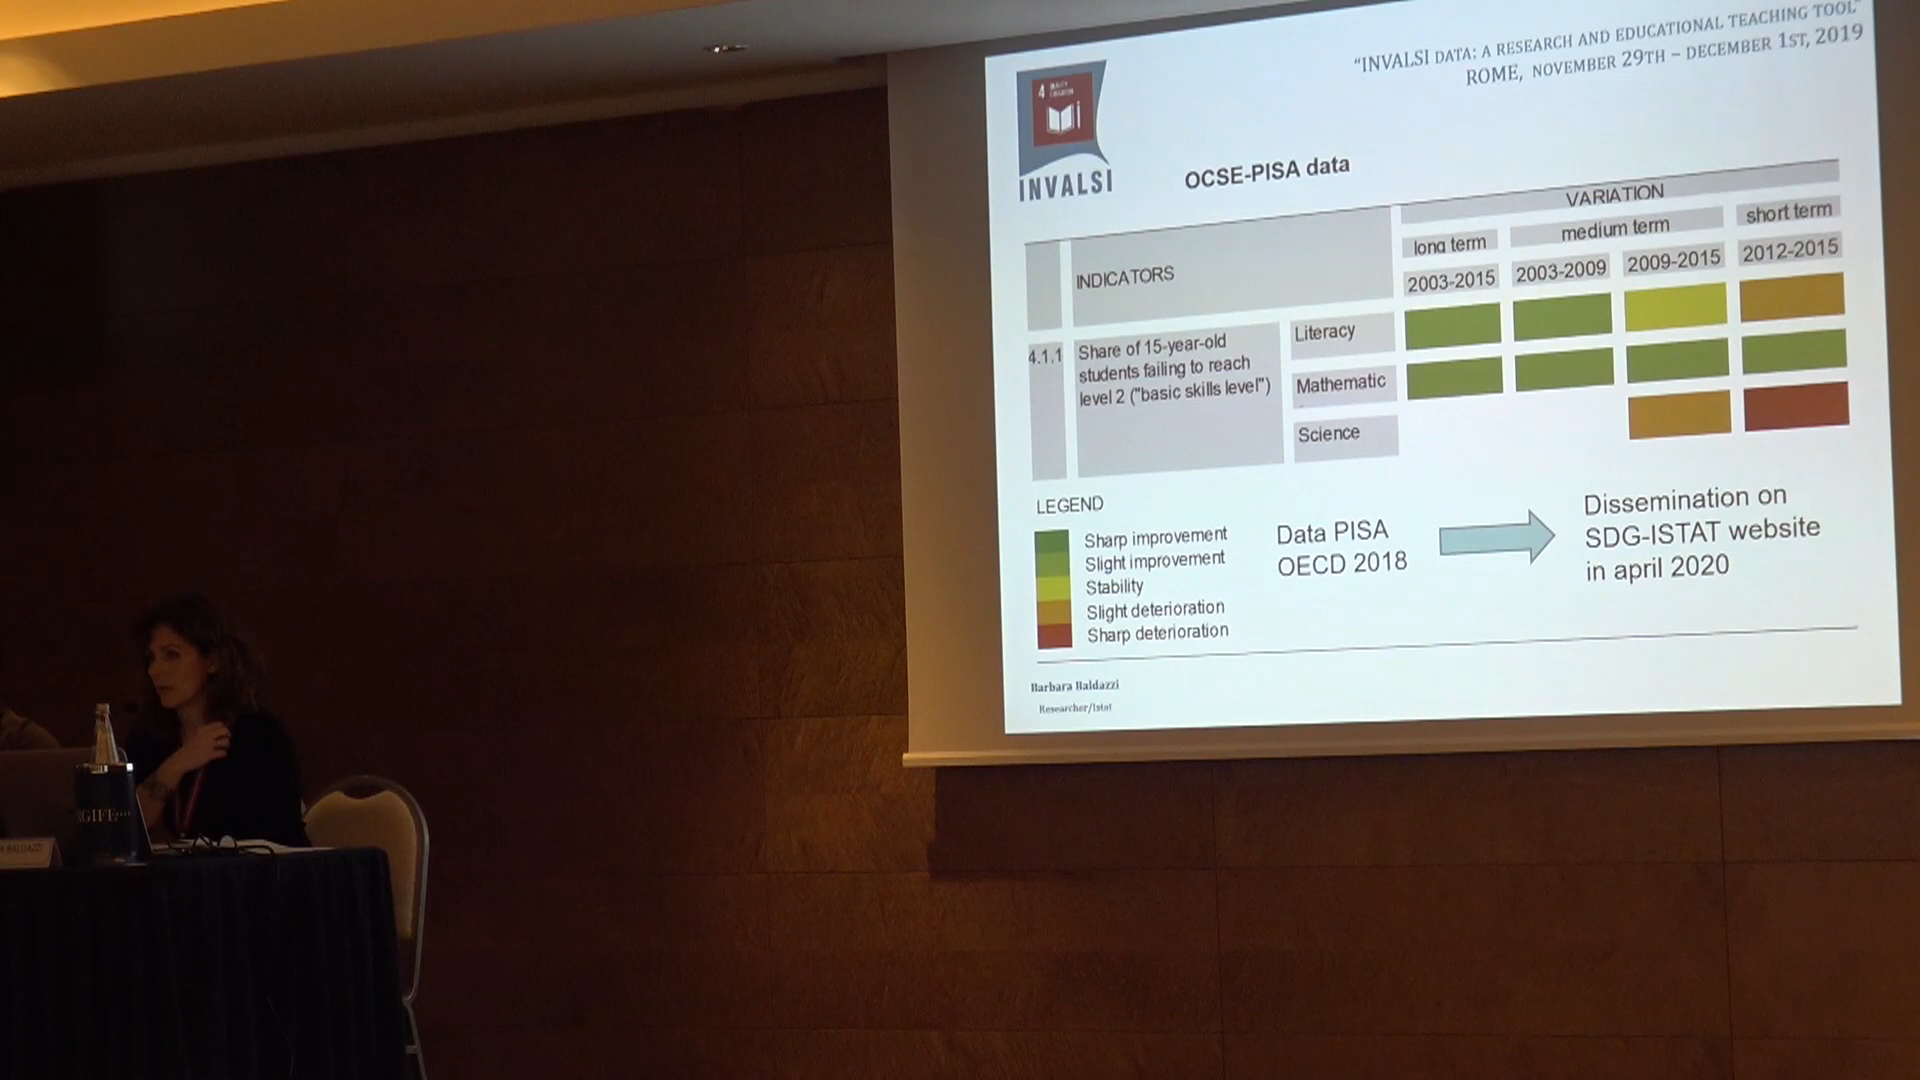 "INVALSI DATA: A RESEARCH AND EDUCATIONAL TEACHING TOOL"
ROME, NOVEMBER 29TH – DECEMBER 1ST, 2019
4
INVALSI
OCSE-PISA data
VARIATION
long term
medium term
short term
INDICATORS
2003-2015
2003-2009
2009-2015
2012-2015
4.1.1
Share of 15-year-old
students failing to reach
level 2 ("basic skills level")
Literacy
Mathematic
Science
LEGEND
Sharp improvement
Slight improvement
Stability
Slight deterioration
Sharp deterioration
Data PISA
OECD 2018
Dissemination on
SDG-ISTAT website
in april 2020
Barbara Baldazzi
Researcher/Istat
A BALDAZZI